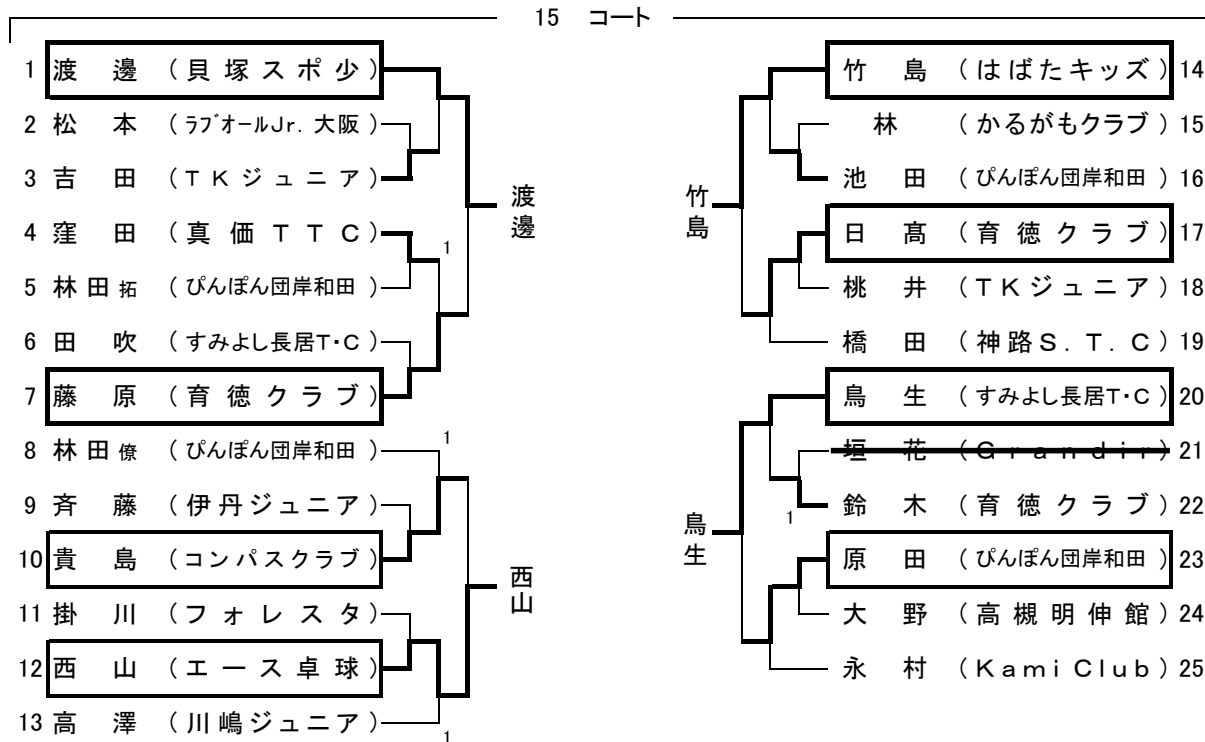 15 コート
1 渡 邊 (貝塚スポ少)
2 松 本 (ラブオールJr.大阪)
3 吉 田 (TKジュニア)
4 窪 田 (真価TTC)
5 林田拓 (ぴんぽん団岸和田)
6 田 吹 (すみよし長居T・C)
7 藤 原 (育徳クラブ)
8 林田僚 (ぴんぽん団岸和田)
9 斉 藤 (伊丹ジュニア)
10 貴 島 (コンパスクラブ)
11 掛 川 (フォレスタ)
12 西 山 (エース卓球)
13 高 澤 (川嶋ジュニア)
1
1
1
渡邊
西山
竹島
鳥生
竹 島 (はばたキッズ) 14
林 (かるがもクラブ) 15
池 田 (ぴんぽん団岸和田) 16
日 髙 (育徳クラブ) 17
桃 井 (TKジュニア) 18
橋 田 (神路S.T.C) 19
鳥 生 (すみよし長居T・C) 20
垣 花 (Grandir) 21
鈴 木 (育徳クラブ) 22
1
原 田 (ぴんぽん団岸和田) 23
大 野 (高槻明伸館) 24
永 村 (Kami Club) 25